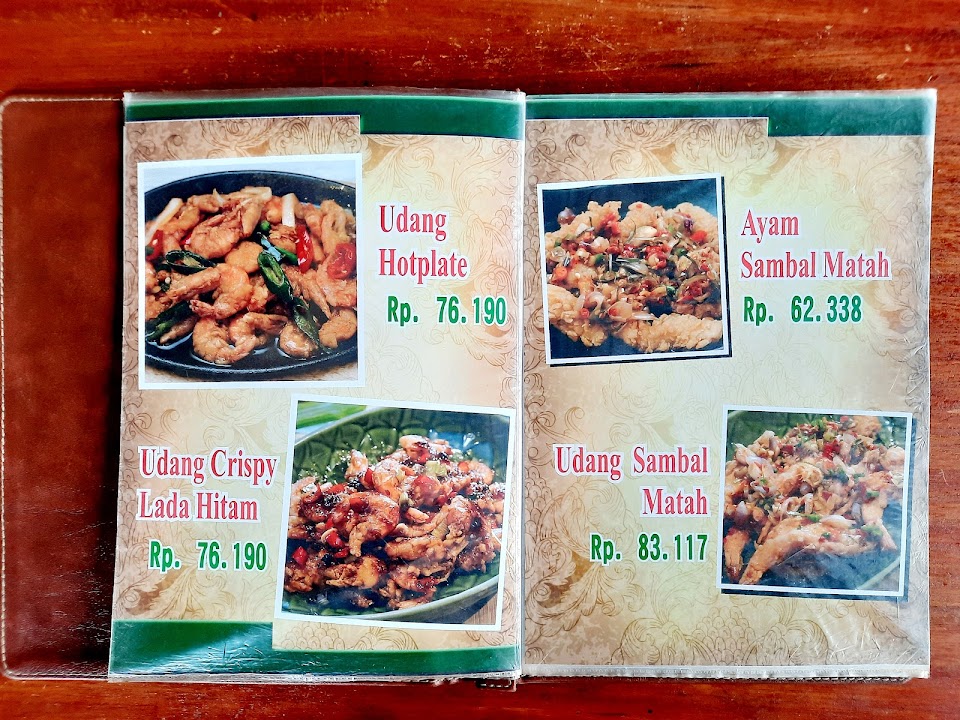 Udang
Hotplate
Rp. 76.190
Udang Crispy
Lada Hitam
Rp. 76.190
Ayam
Sambal Matah
Rp. 62.338
Udang Sambal
Matah
Rp. 83.117